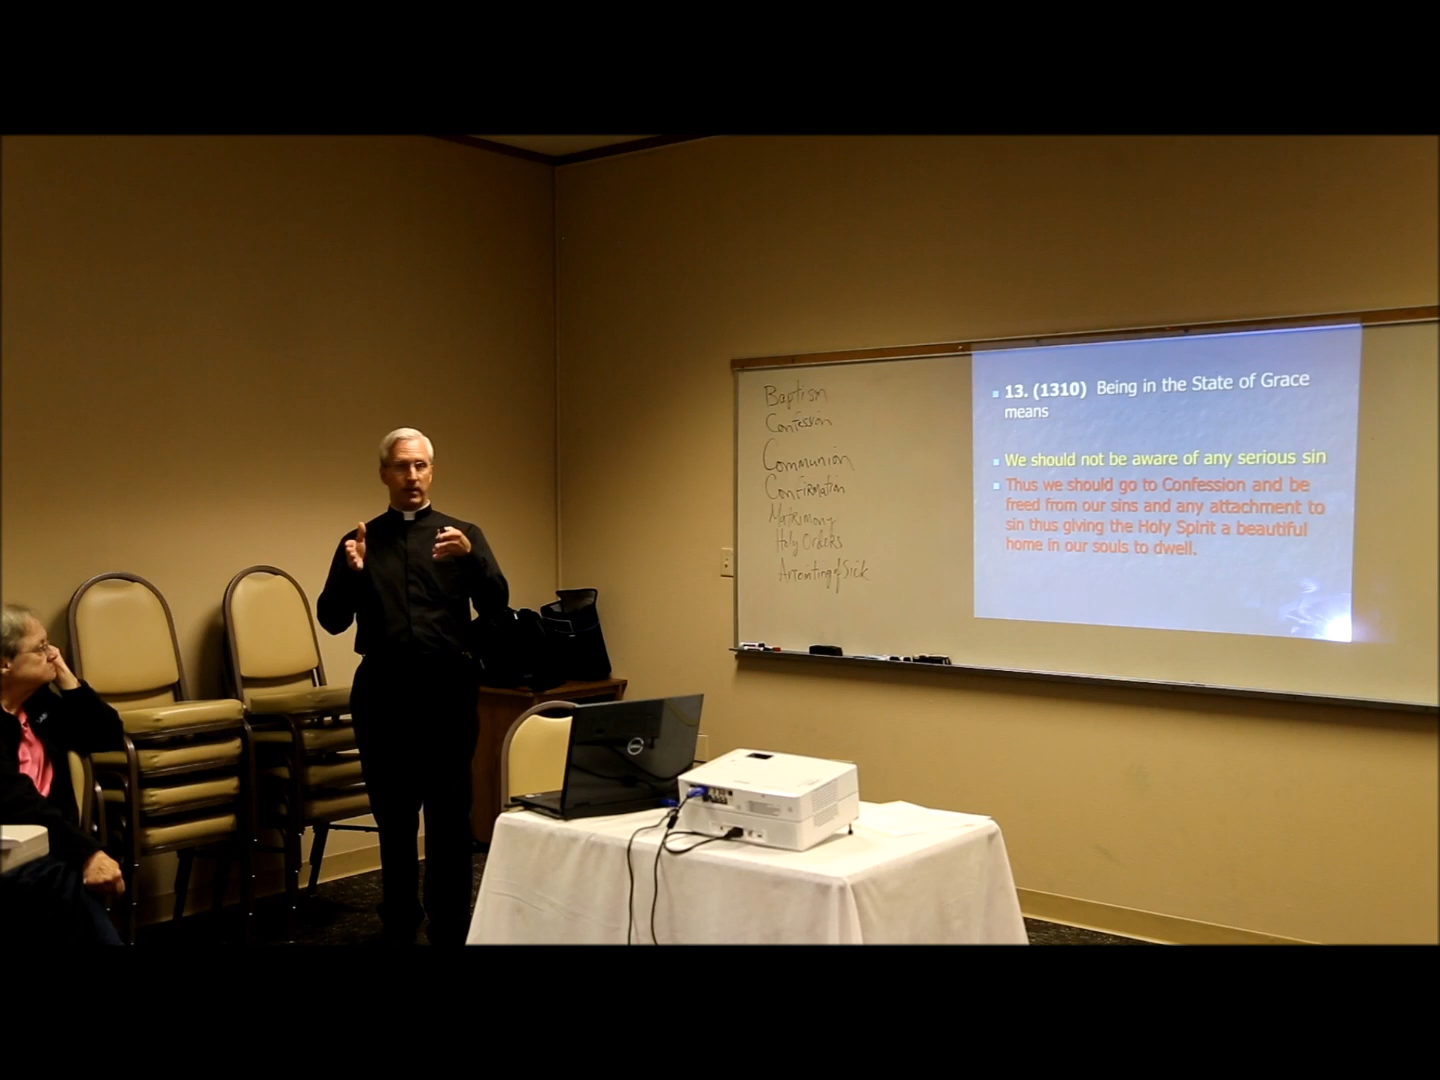 Baptism
Confession
Communion
Confirmation
Matrimony
Holy Orders
Anointing of Sick
13. (1310) Being in the State of Grace
means
We should not be aware of any serious sin
Thus we should go to Confession and be
freed from our sins and any attachment to
sin thus giving the Holy Spirit a beautiful
home in our souls to dwell.
DELL